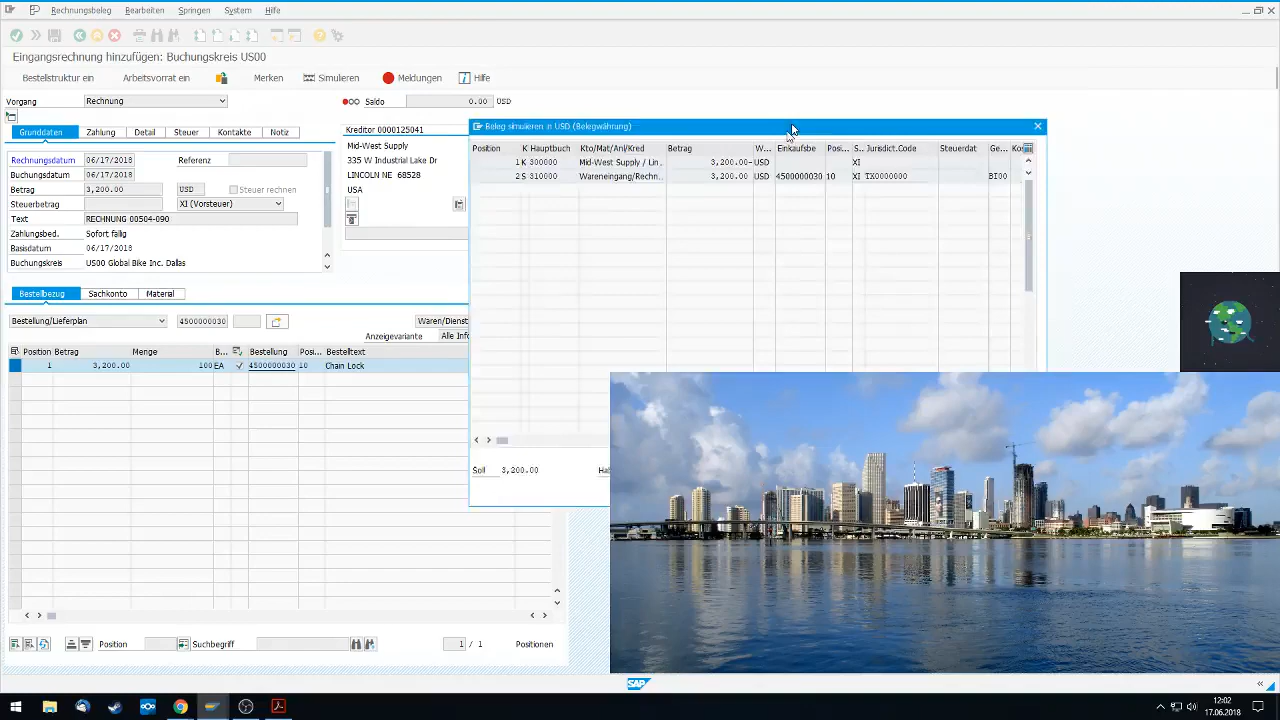 Rechnungsbeleg Bearbeiten Springen System Hilfe
Eingangsrechnung hinzufügen: Buchungskreis US00
Bestellstruktur ein Arbeitsvorrat ein Merken Simulieren Meldungen Hilfe
Vorgang Rechnung Saldo 0.00 USD
Grunddaten Zahlung Detail Steuer Kontakte Notiz
Rechnungsdatum 06/17/2018 Referenz
Buchungsdatum 06/17/2018
Betrag 3,200.00 USD Steuer rechnen
Steuerbetrag XI (Vorsteuer)
Text RECHNUNG 00504-090
Zahlungsbed. Sofort fällig
Basisdatum 06/17/2018
Buchungskreis US00 Global Bike Inc. Dallas
Kreditor 0000125041
Mid-West Supply
335 W Industrial Lake Dr
LINCOLN NE 68528
USA
Beleg simulieren in USD (Belegwährung)
Position K Hauptbuch Kto/Mat/Anl/Kred Betrag W... Einkaufsbe Posi... S.. Jurisdict.Code Steuerdat Ge... Ko
1 K 300000 Mid-West Supply / Lin.. 3,200.00- USD XI
2 S 310000 Wareneingang/Rechn.. 3,200.00 USD 4500000030 10 XI TX0000000 BI00
Soll 3,200.00 Hab
Bestellbezug Sachkonto Material
Bestellung/Lieferplan 4500000030 Waren/Dienst
Anzeigevariante Alle Inf
Position Betrag Menge B... Bestellung Posi... Bestelltext
1 3,200.00 100 EA 4500000030 10 Chain Lock
Position Suchbegriff 1 / 1 Positionen
SAP
12:02
17.06.2018